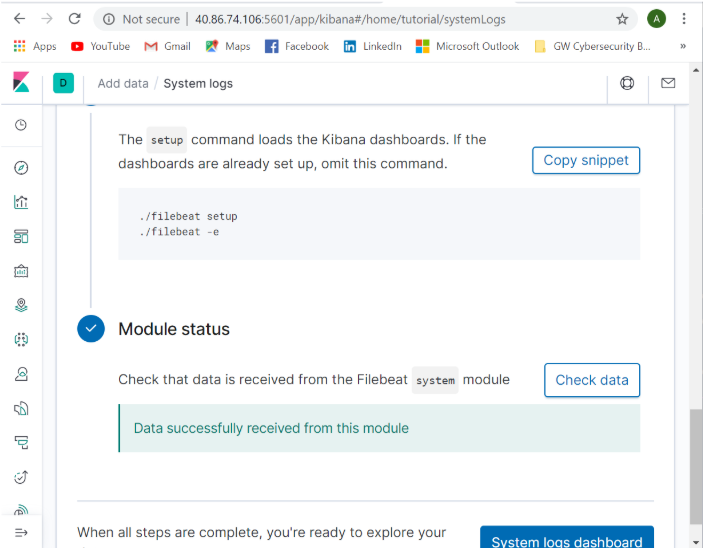 Not secure | 40.86.74.106:5601/app/kibana#/home/tutorial/systemLogs
A
Apps YouTube Gmail Maps Facebook LinkedIn Microsoft Outlook GW Cybersecurity B... »
D Add data / System logs
The setup command loads the Kibana dashboards. If the
dashboards are already set up, omit this command.
Copy snippet
./filebeat setup
./filebeat -e
Module status
Check that data is received from the Filebeat system module
Check data
Data successfully received from this module
When all steps are complete, you're ready to explore your
System logs dashboard